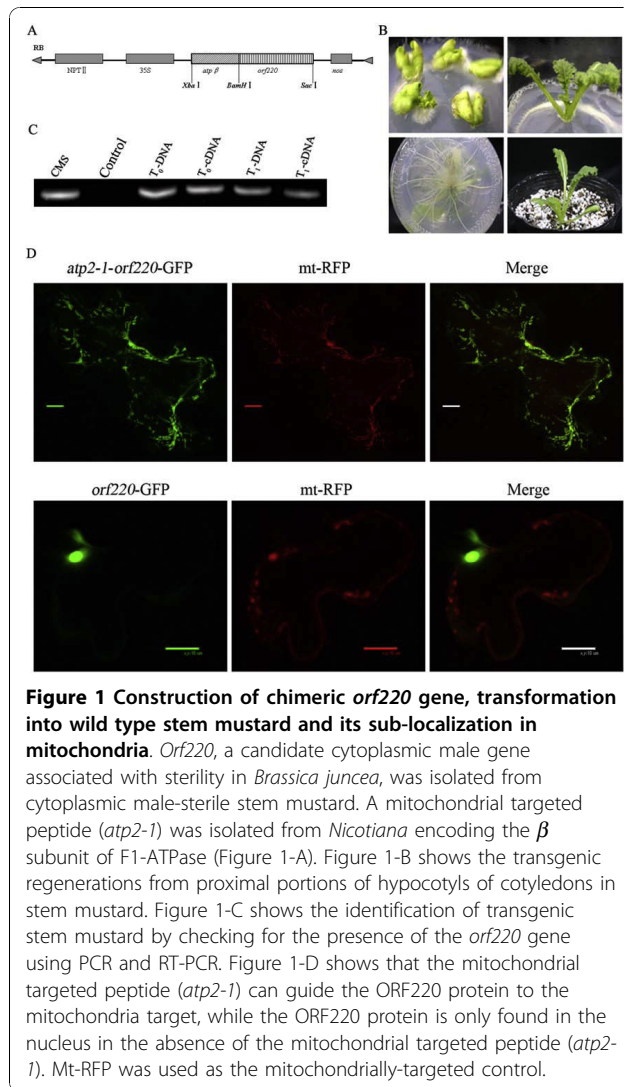 A
RB
NPT II
35S
atp β
orf220
nos
Xba I
BamH I
Sac I
B
C
CMS
Control
T₀-DNA
T₀-cDNA
T₁-DNA
T₁-cDNA
D
atp2-1-orf220-GFP
mt-RFP
Merge
orf220-GFP
mt-RFP
Merge
Figure 1 Construction of chimeric orf220 gene, transformation
into wild type stem mustard and its sub-localization in
mitochondria. Orf220, a candidate cytoplasmic male gene
associated with sterility in Brassica juncea, was isolated from
cytoplasmic male-sterile stem mustard. A mitochondrial targeted
peptide (atp2-1) was isolated from Nicotiana encoding the β
subunit of F1-ATPase (Figure 1-A). Figure 1-B shows the transgenic
regenerations from proximal portions of hypocotyls of cotyledons in
stem mustard. Figure 1-C shows the identification of transgenic
stem mustard by checking for the presence of the orf220 gene
using PCR and RT-PCR. Figure 1-D shows that the mitochondrial
targeted peptide (atp2-1) can guide the ORF220 protein to the
mitochondria target, while the ORF220 protein is only found in the
nucleus in the absence of the mitochondrial targeted peptide (atp2-
1). Mt-RFP was used as the mitochondrially-targeted control.